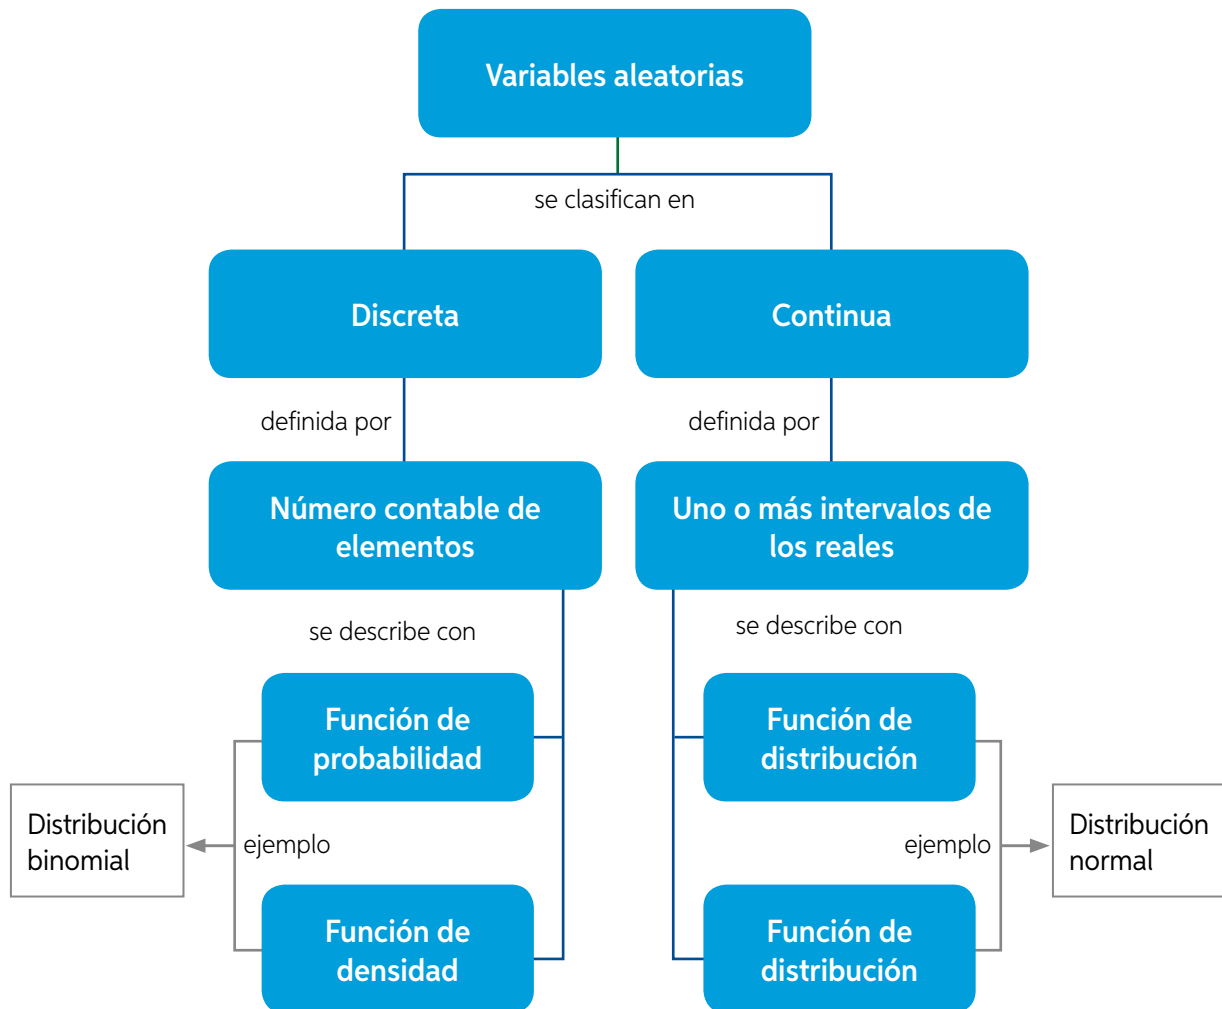 Variables aleatorias
se clasifican en
Discreta
Continua
definida por
definida por
Número contable de
elementos
Uno o más intervalos de
los reales
se describe con
se describe con
Función de
probabilidad
Función de
distribución
Distribución
binomial
ejemplo
ejemplo
Distribución
normal
Función de
densidad
Función de
distribución